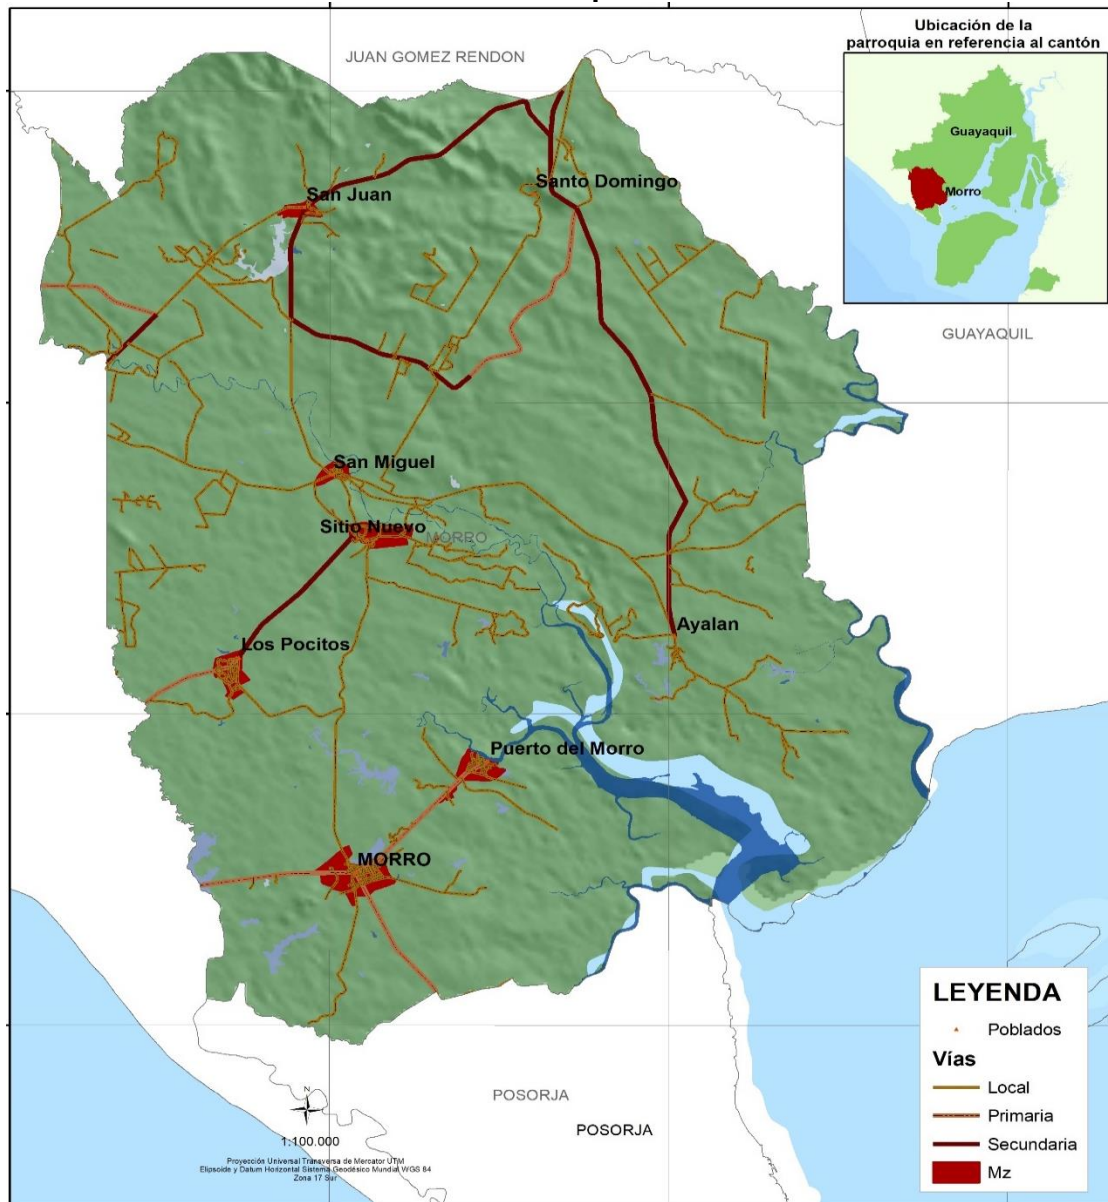 Ubicación de la
parroquia en referencia al cantón
JUAN GOMEZ RENDON
Guayaquil
Morro
San Juan
Santo Domingo
GUAYAQUIL
San Miguel
Sitio Nuevo
MORRO
Ayalan
Los Pocitos
Puerto del Morro
MORRO
LEYENDA
Poblados
Vías
Local
Primaria
Secundaria
Mz
POSORJA
POSORJA
N
1:100.000
Proyección Universal Transversa de Mercator UTM
Elipsoide y Datum Horizontal Sistema Geodésico Mundial WGS 84
Zona 17 Sur